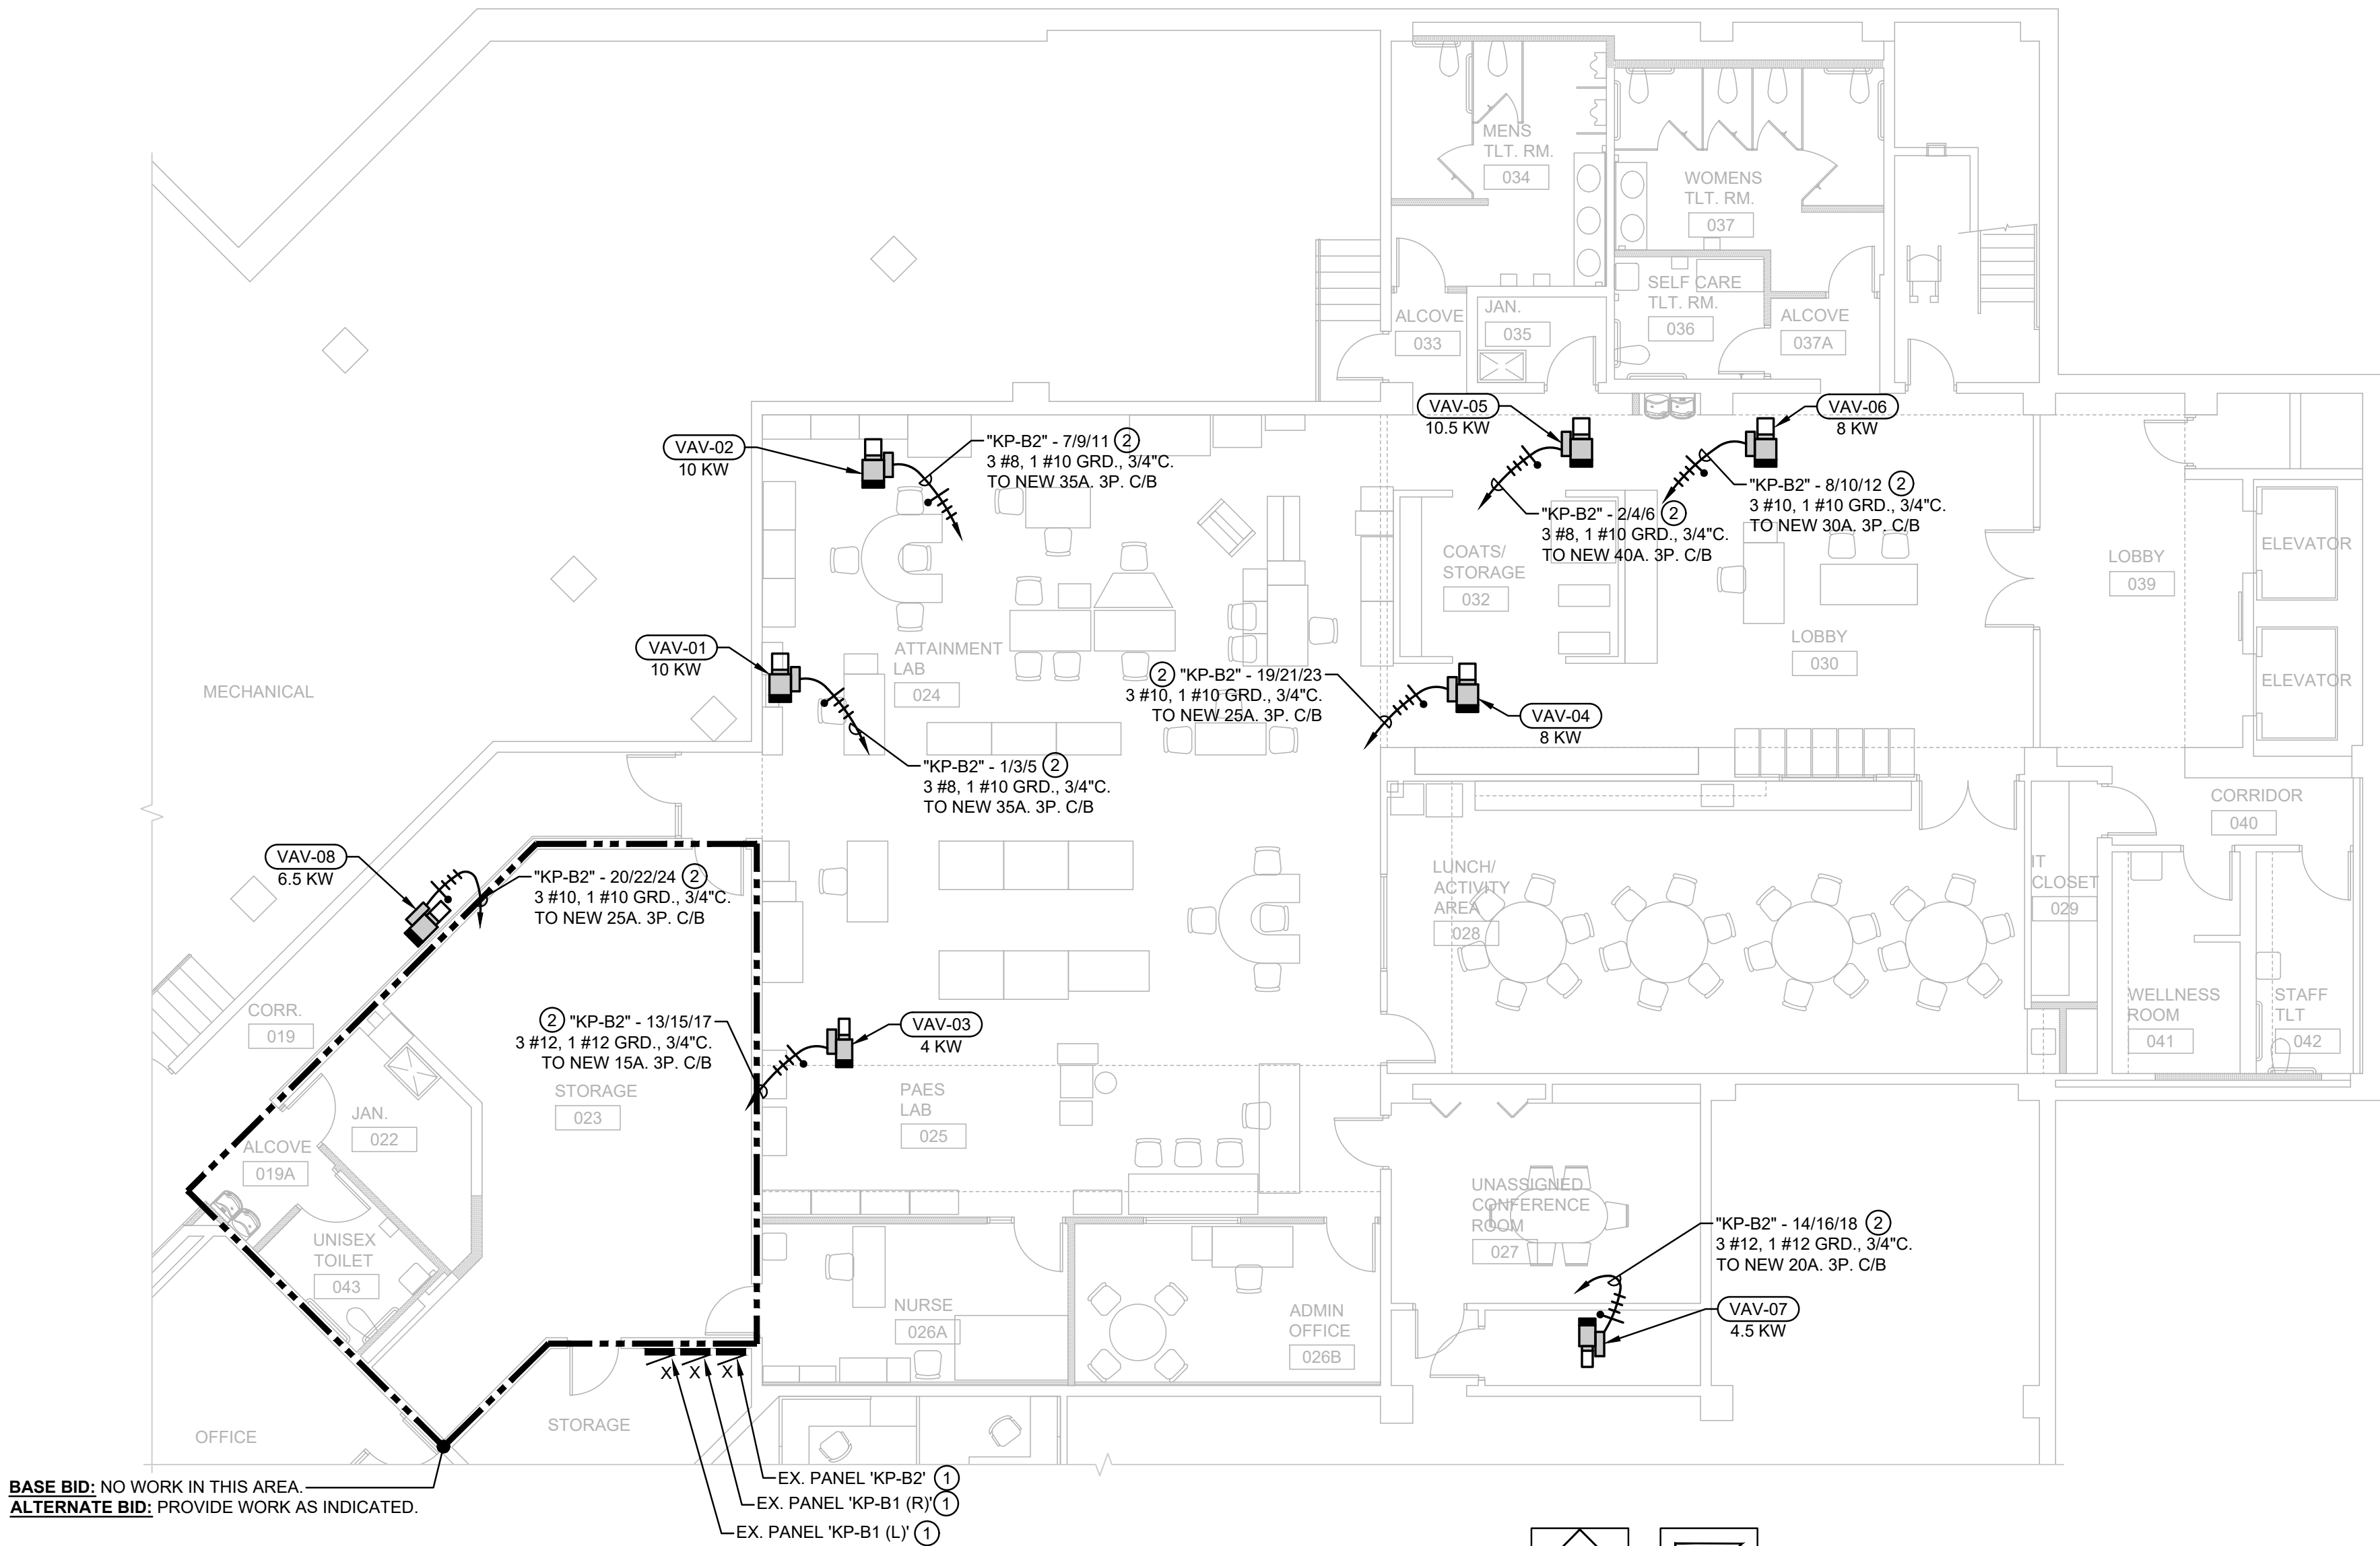 MENS
TLT. RM.
034
WOMENS
TLT. RM.
037
SELF CARE
TLT. RM.
036
ALCOVE
033
JAN.
035
ALCOVE
037A
VAV-02
10 KW
"KP-B2" - 7/9/11 2
3 #8, 1 #10 GRD., 3/4"C.
TO NEW 35A. 3P. C/B
VAV-05
10.5 KW
"KP-B2" - 2/4/6 2
3 #8, 1 #10 GRD., 3/4"C.
TO NEW 40A. 3P. C/B
VAV-06
8 KW
"KP-B2" - 8/10/12 2
3 #10, 1 #10 GRD., 3/4"C.
TO NEW 30A. 3P. C/B
COATS/
STORAGE
032
LOBBY
039
ELEVATOR
ELEVATOR
LOBBY
030
MECHANICAL
VAV-01
10 KW
ATTAINMENT
LAB
024
"KP-B2" - 1/3/5 2
3 #8, 1 #10 GRD., 3/4"C.
TO NEW 35A. 3P. C/B
2 "KP-B2" - 19/21/23
3 #10, 1 #10 GRD., 3/4"C.
TO NEW 25A. 3P. C/B
VAV-04
8 KW
CORRIDOR
040
VAV-08
6.5 KW
"KP-B2" - 20/22/24 2
3 #10, 1 #10 GRD., 3/4"C.
TO NEW 25A. 3P. C/B
LUNCH/
ACTIVITY
AREA
028
IT
CLOSET
029
WELLNESS
ROOM
041
STAFF
TLT
042
CORR.
019
2 "KP-B2" - 13/15/17
3 #12, 1 #12 GRD., 3/4"C.
TO NEW 15A. 3P. C/B
VAV-03
4 KW
STORAGE
023
JAN.
022
ALCOVE
019A
PAES
LAB
025
UNISEX
TOILET
043
UNASSIGNED
CONFERENCE
ROOM
027
"KP-B2" - 14/16/18 2
3 #12, 1 #12 GRD., 3/4"C.
TO NEW 20A. 3P. C/B
VAV-07
4.5 KW
NURSE
026A
ADMIN
OFFICE
026B
X X X
OFFICE
STORAGE
BASE BID: NO WORK IN THIS AREA.
ALTERNATE BID: PROVIDE WORK AS INDICATED.
EX. PANEL 'KP-B2' 1
EX. PANEL 'KP-B1 (R)' 1
EX. PANEL 'KP-B1 (L)' 1